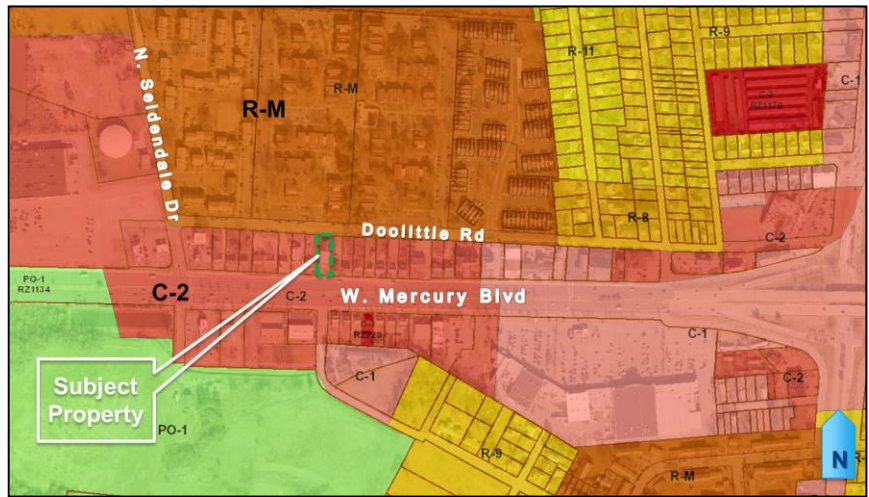 R-9
R-11
C-1
RZ1178
R-M
R-M
N. Seldendale Dr
R-8
Doolittle Rd
C-2
PO-1
RZ1134
C-2
C-2
W. Mercury Blvd
C-1
C-1
C-2
Subject
Property
PO-1
R-9
R-M
N